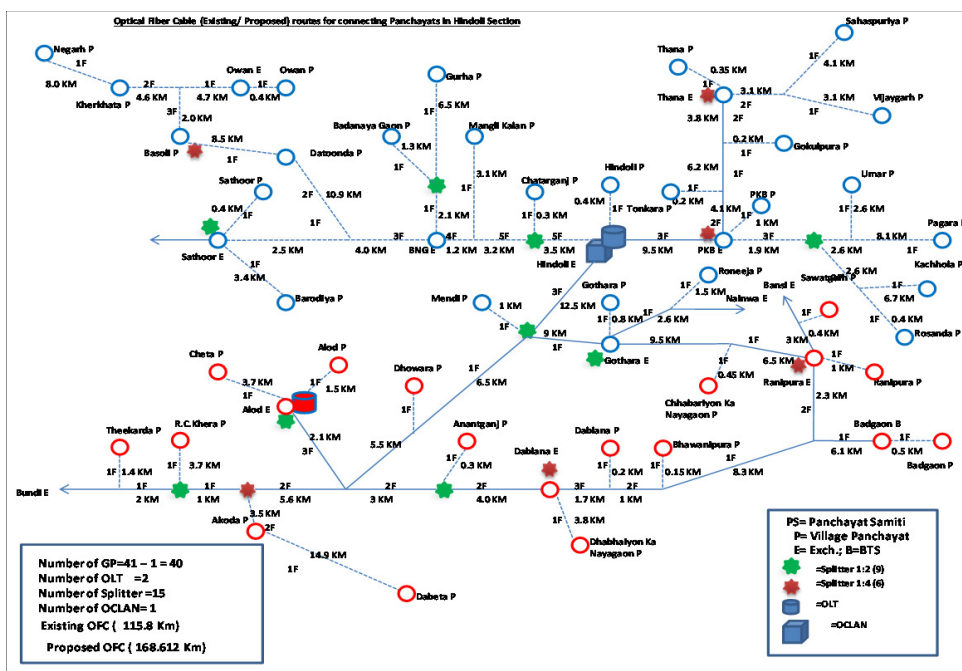 Optical Fiber Cable (Existing/ Proposed) routes for connecting Panchayats in Hindoli Section
Negarh P
1F
8.0 KM
Kherkhata P
2F
4.6 KM
1F
4.7 KM
Owan E
1F
0.4 KM
Owan P
3F
2.0 KM
Basoli P
8.5 KM
1F
Datoonda P
2F
10.9 KM
1F
Sathoor P
0.4 KM
1F
Sathoor E
2.5 KM
4.0 KM
3F
1F
3.4 KM
Barodiya P
Gurha P
1F
6.5 KM
Badanaya Gaon P
1.3 KM
1F
1F
2.1 KM
BNG E
4F
1.2 KM
Mangli Kalan P
3.1 KM
1F
3.2 KM
5F
Chatarganj P
1F
0.3 KM
5F
3.5 KM
Hindoli P
0.4 KM
1F
Hindoli E
9.5 KM
3F
Tonkara P
1F
0.2 KM
4.1 KM
2F
PKB P
1F
1 KM
PKB E
Thana P
0.35 KM
1F
Thana E
3.8 KM
3.1 KM
2F
2F
Sahaspuriya P
1F
4.1 KM
3.1 KM
1F
Vijaygarh P
0.2 KM
1F
Gokulpura P
6.2 KM
1F
3F
1.9 KM
Umar P
1F
2.6 KM
2.6 KM
8.1 KM
1F
Pagara P
Kachhola P
2.6 KM
1F
6.7 KM
1F
0.4 KM
Rosanda P
Sawatgarh P
Bansi E
1F
0.4 KM
1F
3 KM
Roneeja P
1F
1.5 KM
Nainwa E
2.6 KM
1F
Gothara P
1F
0.8 KM
Gothara E
3F
12.5 KM
Mendi P
1 KM
1F
9 KM
1F
9.5 KM
1F
1F
0.45 KM
Chhabariyon Ka
Nayagaon P
1F
6.5 KM
Ranipura E
1F
1 KM
Ranipura P
2.3 KM
2F
Badgaon B
1F
6.1 KM
1F
0.5 KM
Badgaon P
Cheta P
3.7 KM
1F
Alod P
1F
1.5 KM
Alod E
2.1 KM
3F
Dhowara P
1F
1F
6.5 KM
5.5 KM
Theekarda P
1F
1.4 KM
R.C.Khera P
3.7 KM
1F
Bundi E
1F
2 KM
1F
1 KM
3.5 KM
2F
5.6 KM
Akoda P
2F
14.9 KM
1F
Dabeta P
Anantganj P
1F
0.3 KM
2F
3 KM
2F
4.0 KM
Dablana E
3F
1.7 KM
1F
3.8 KM
Dhabhaiyon Ka
Nayagaon P
Dablana P
1F
0.2 KM
2F
1 KM
Bhawanipura P
1F
0.15 KM
1F
8.3 KM
Number of GP=41 – 1 = 40
Number of OLT =2
Number of Splitter =15
Number of OCLAN= 1
Existing OFC ( 115.8 Km)
Proposed OFC ( 168.612 Km)
PS= Panchayat Samiti
P= Village Panchayat
E= Exch.; B=BTS
=Splitter 1:2 (9)
=Splitter 1:4 (6)
=OLT
=OCLAN